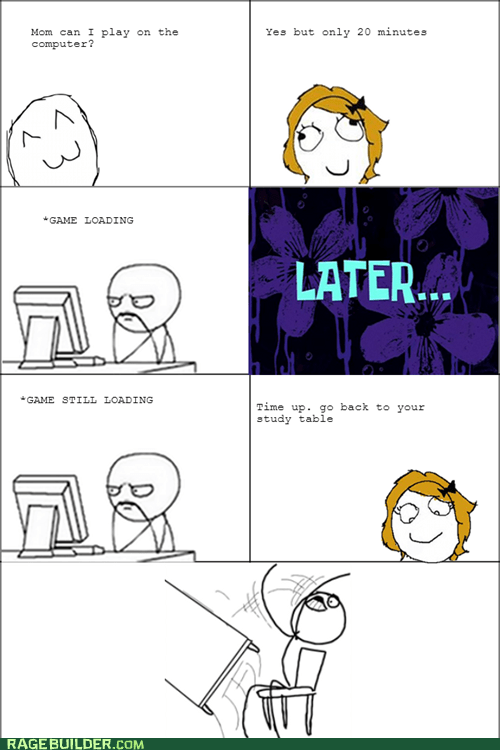 Mom can I play on the
computer?
Yes but only 20 minutes
*GAME LOADING
LATER...
*GAME STILL LOADING
Time up. go back to your
study table
RAGEBUILDER.COM